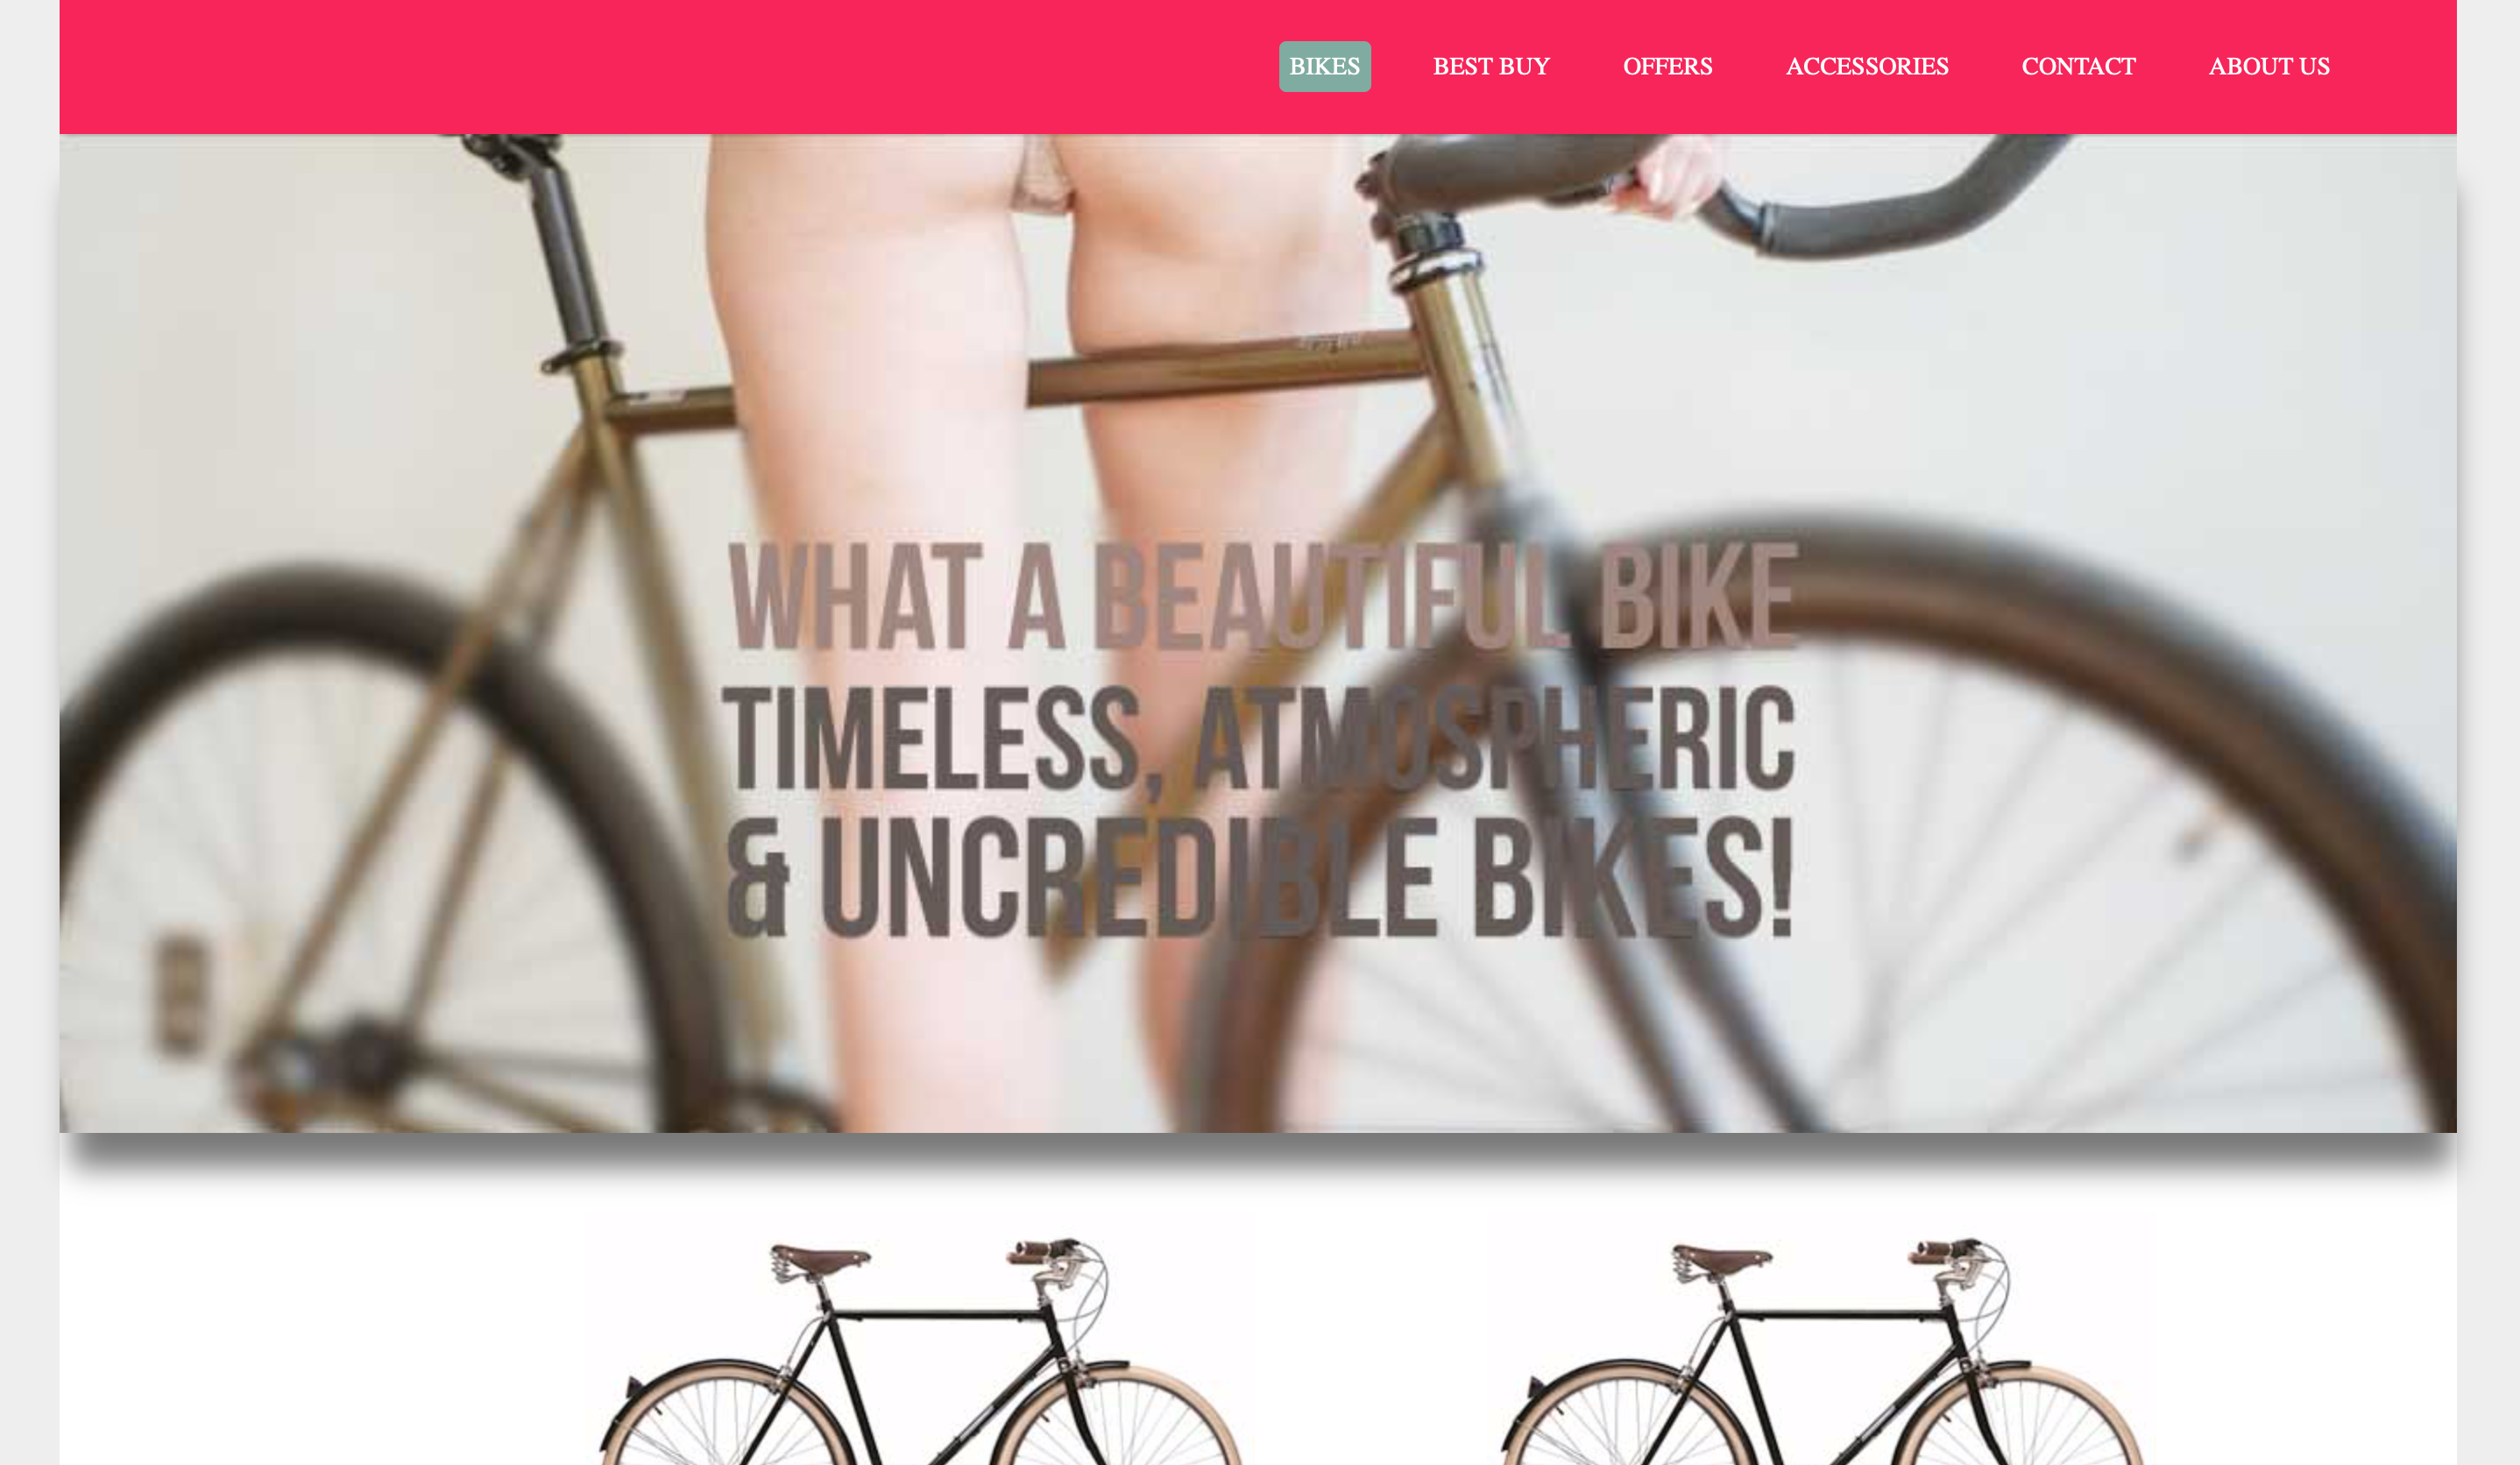 BIKES BEST BUY OFFERS ACCESSORIES CONTACT ABOUT US
WHAT A BEAUTIFUL BIKE
TIMELESS, ATMOSPHERIC
& UNCREDIBLE BIKES!